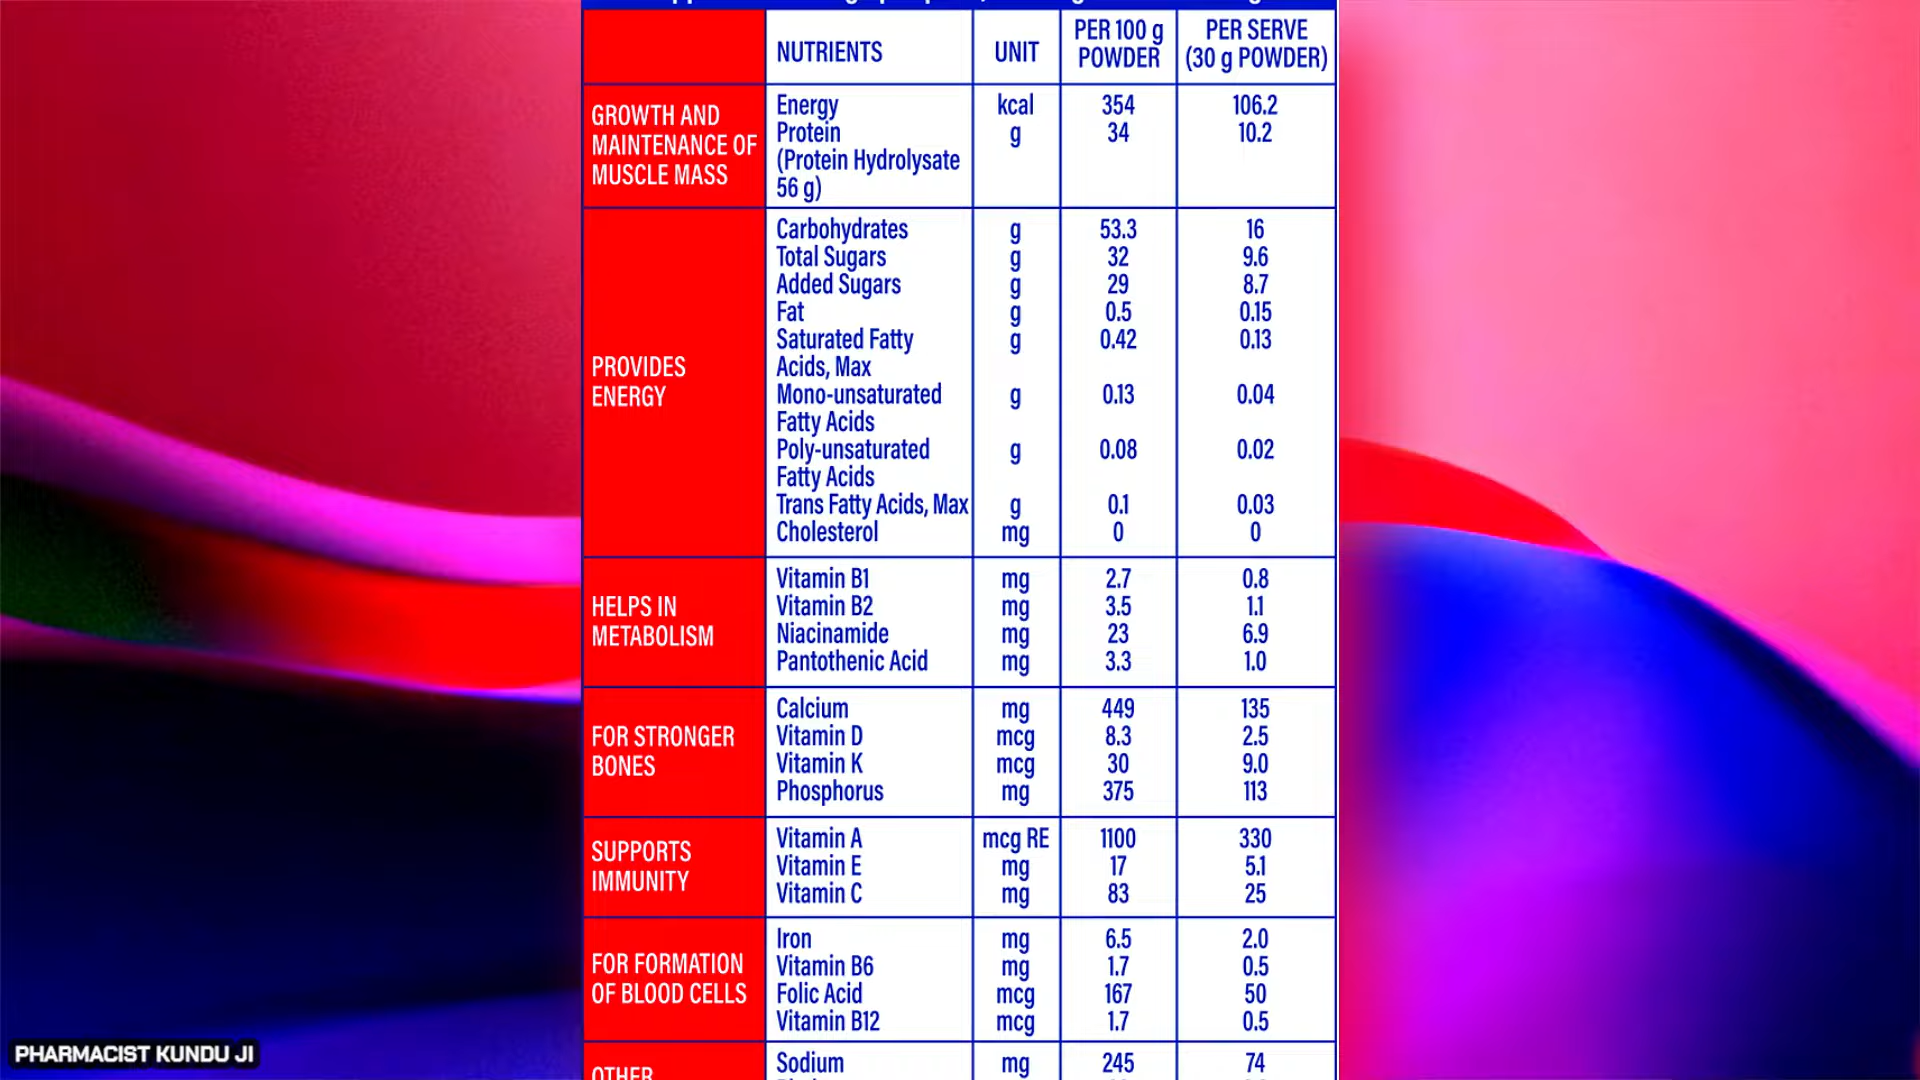 NUTRIENTS UNIT PER 100 g POWDER PER SERVE (30 g POWDER)
GROWTH AND MAINTENANCE OF MUSCLE MASS
Energy kcal 354 106.2
Protein g 34 10.2
(Protein Hydrolysate
56 g)
PROVIDES ENERGY
Carbohydrates g 53.3 16
Total Sugars g 32 9.6
Added Sugars g 29 8.7
Fat g 0.5 0.15
Saturated Fatty g 0.42 0.13
Acids, Max
Mono-unsaturated g 0.13 0.04
Fatty Acids
Poly-unsaturated g 0.08 0.02
Fatty Acids
Trans Fatty Acids, Max g 0.1 0.03
Cholesterol mg 0 0
HELPS IN METABOLISM
Vitamin B1 mg 2.7 0.8
Vitamin B2 mg 3.5 1.1
Niacinamide mg 23 6.9
Pantothenic Acid mg 3.3 1.0
FOR STRONGER BONES
Calcium mg 449 135
Vitamin D mcg 8.3 2.5
Vitamin K mcg 30 9.0
Phosphorus mg 375 113
SUPPORTS IMMUNITY
Vitamin A mcg RE 1100 330
Vitamin E mg 17 5.1
Vitamin C mg 83 25
FOR FORMATION OF BLOOD CELLS
Iron mg 6.5 2.0
Vitamin B6 mg 1.7 0.5
Folic Acid mcg 167 50
Vitamin B12 mcg 1.7 0.5
OTHER
Sodium mg 245 74
PHARMACIST KUNDU JI